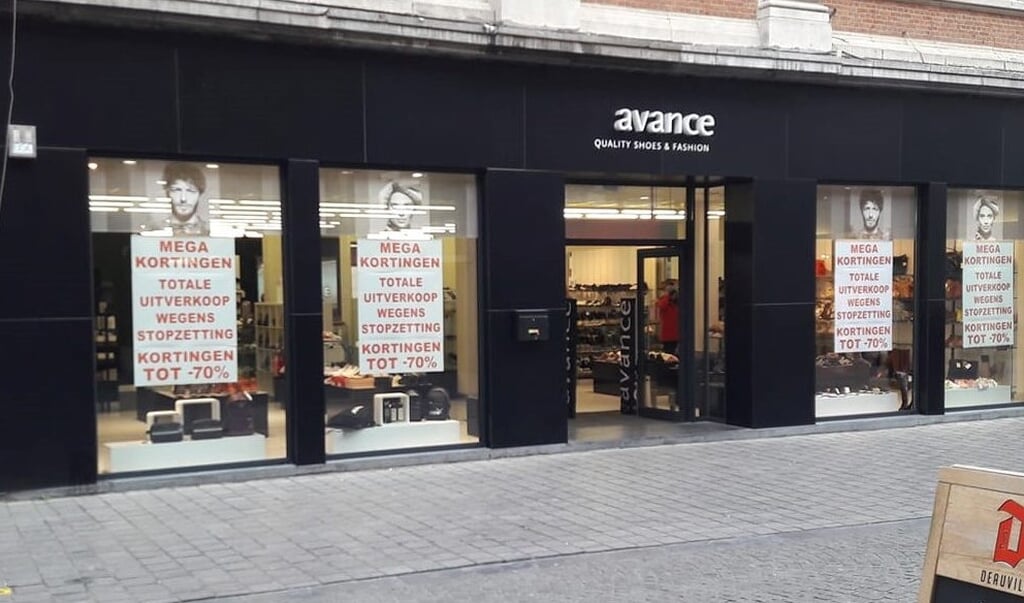 avance
QUALITY SHOES & FASHION
MEGA
KORTINGEN
TOTALE
UITVERKOOP
WEGENS
STOPZETTING
KORTINGEN
TOT -70%
MEGA
KORTINGEN
TOTALE
UITVERKOOP
WEGENS
STOPZETTING
KORTINGEN
TOT -70%
avance
avance
MEGA
KORTINGEN
TOTALE
UITVERKOOP
WEGENS
STOPZETTING
KORTINGEN
TOT -70%
MEGA
KORTINGEN
TOTALE
UITVERKOOP
WEGENS
STOPZETTING
KORTINGEN
TOT -70%
D
DEAUVIL